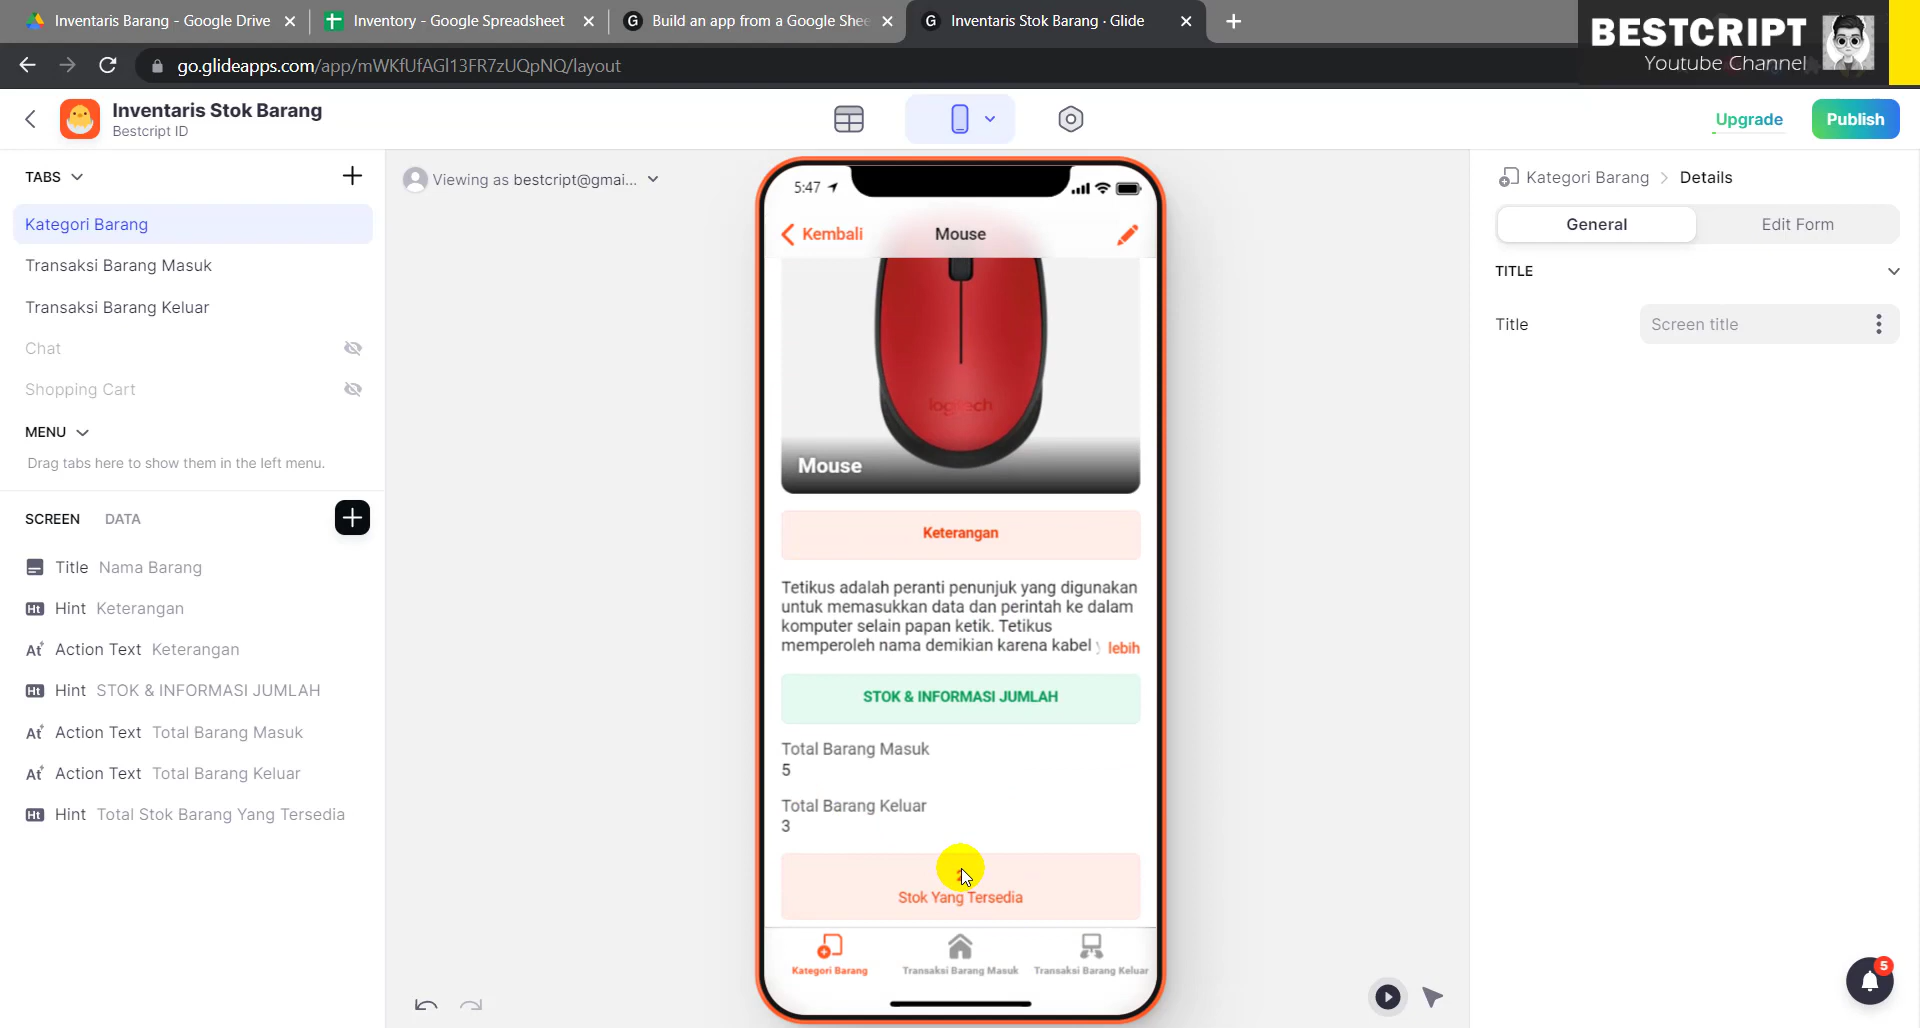 Inventaris Barang - Google Drive
Inventory - Google Spreadsheet
Build an app from a Google Shee
Inventaris Stok Barang · Glide
BESTCRIPT
Youtube Channel
go.glideapps.com/app/mWKfUfAGl13FR7zUQpNQ/layout
Inventaris Stok Barang
Bestcript ID
Upgrade
Publish
TABS
Kategori Barang
Transaksi Barang Masuk
Transaksi Barang Keluar
Chat
Shopping Cart
MENU
Drag tabs here to show them in the left menu.
SCREEN
DATA
Title Nama Barang
Ht Hint Keterangan
At Action Text Keterangan
Ht Hint STOK & INFORMASI JUMLAH
At Action Text Total Barang Masuk
At Action Text Total Barang Keluar
Ht Hint Total Stok Barang Yang Tersedia
Viewing as bestcript@gmai...
5:47
Kembali
Mouse
logitech
Mouse
Keterangan
Tetikus adalah peranti penunjuk yang digunakan
untuk memasukkan data dan perintah ke dalam
komputer selain papan ketik. Tetikus
memperoleh nama demikian karena kabel lebih
STOK & INFORMASI JUMLAH
Total Barang Masuk
5
Total Barang Keluar
3
Stok Yang Tersedia
Kategori Barang
Transaksi Barang Masuk
Transaksi Barang Keluar
Kategori Barang > Details
General
Edit Form
TITLE
Title
Screen title
5